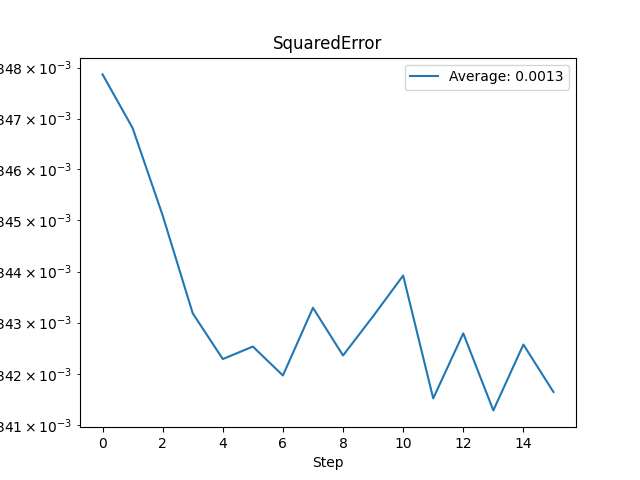 SquaredError
Average: 0.0013
348 × 10⁻³
347 × 10⁻³
346 × 10⁻³
345 × 10⁻³
344 × 10⁻³
343 × 10⁻³
342 × 10⁻³
341 × 10⁻³
0 2 4 6 8 10 12 14
Step